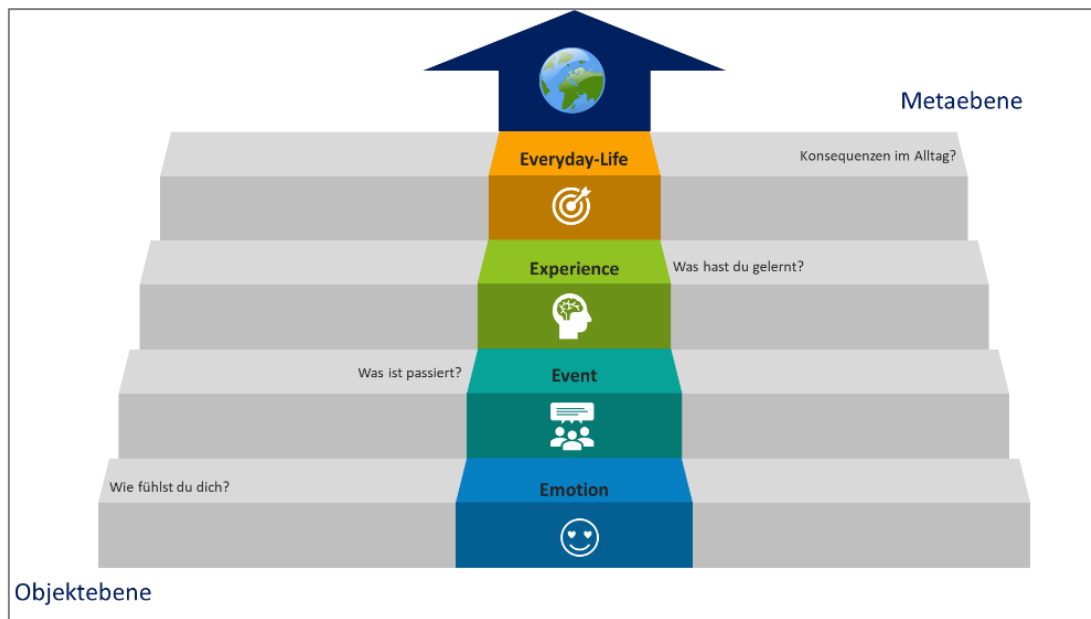 Metaebene
Everyday-Life
Konsequenzen im Alltag?
Experience
Was hast du gelernt?
Was ist passiert?
Event
Wie fühlst du dich?
Emotion
Objektebene